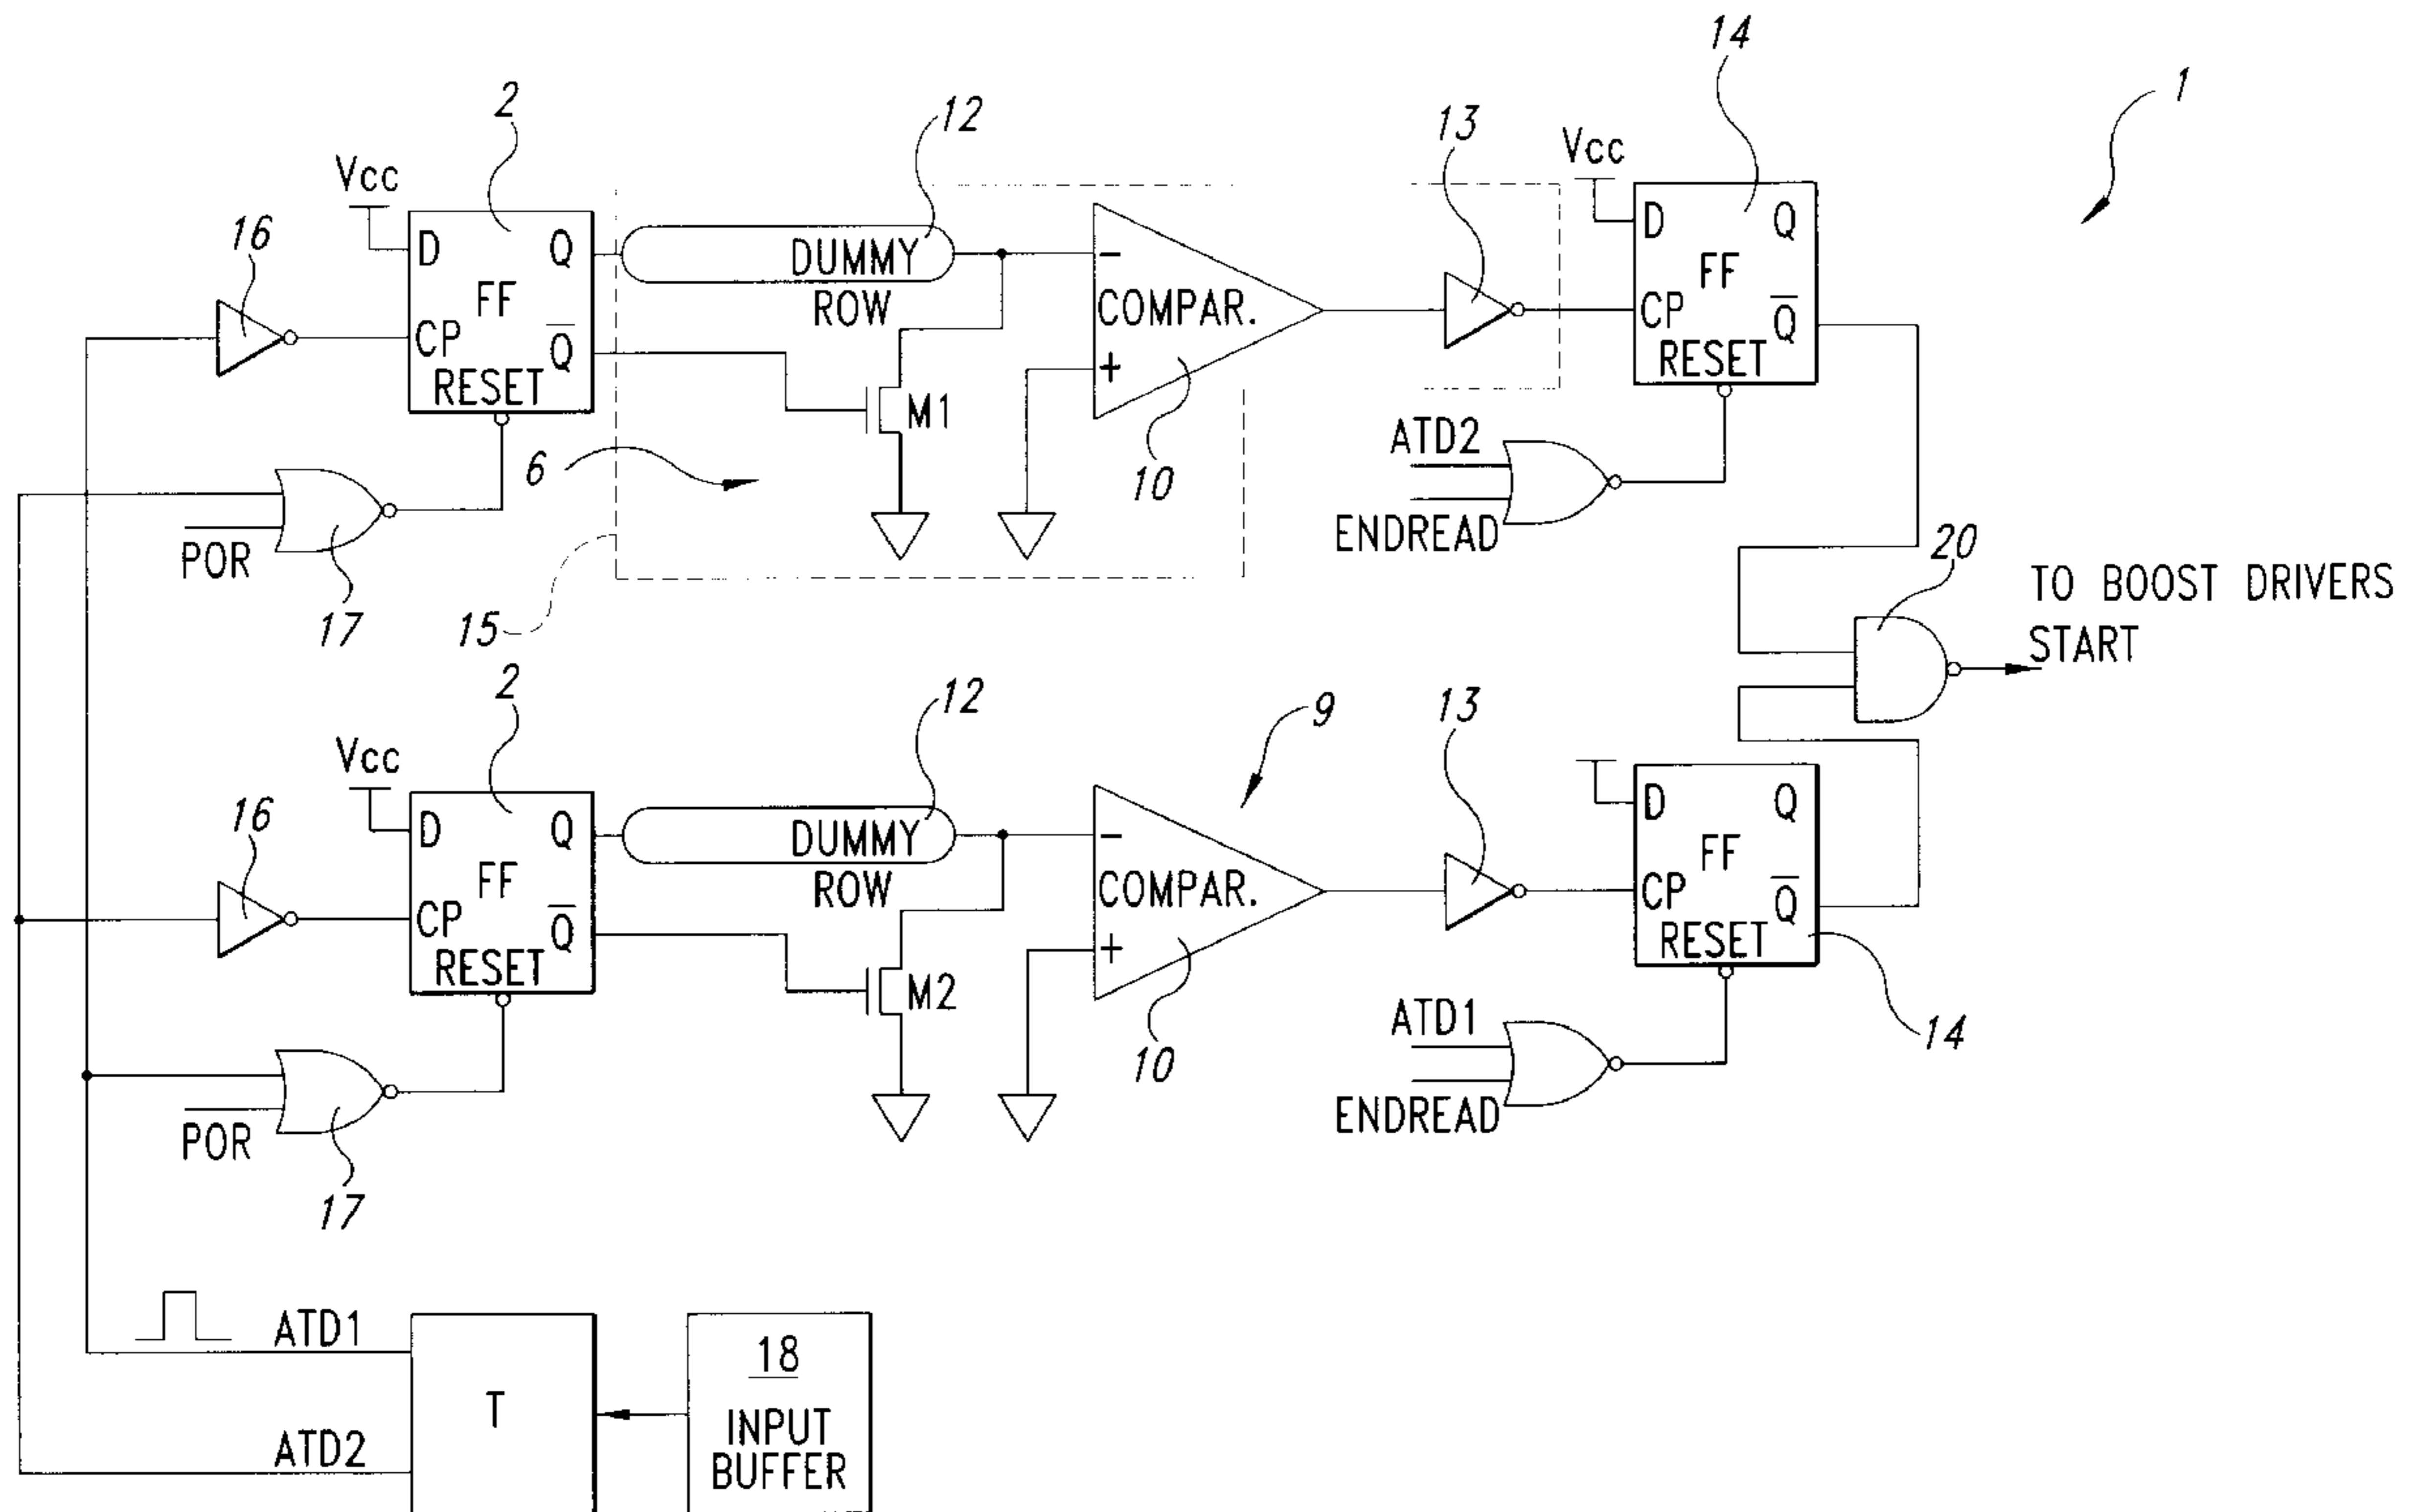 14
1
2
12
13
Vcc
Vcc
16
D
Q
DUMMY
ROW
D
Q
FF
FF
COMPAR.
CP
Q
CP
Q
RESET
RESET
−
+
M1
ATD2
6
10
ENDREAD
POR
20
17
15
TO BOOST DRIVERS
START
2
12
9
13
Vcc
16
D
Q
DUMMY
ROW
D
Q
FF
FF
COMPAR.
CP
Q
CP
Q
RESET
RESET
−
+
M2
ATD1
14
10
ENDREAD
POR
17
ATD1
18
T
INPUT
BUFFER
ATD2